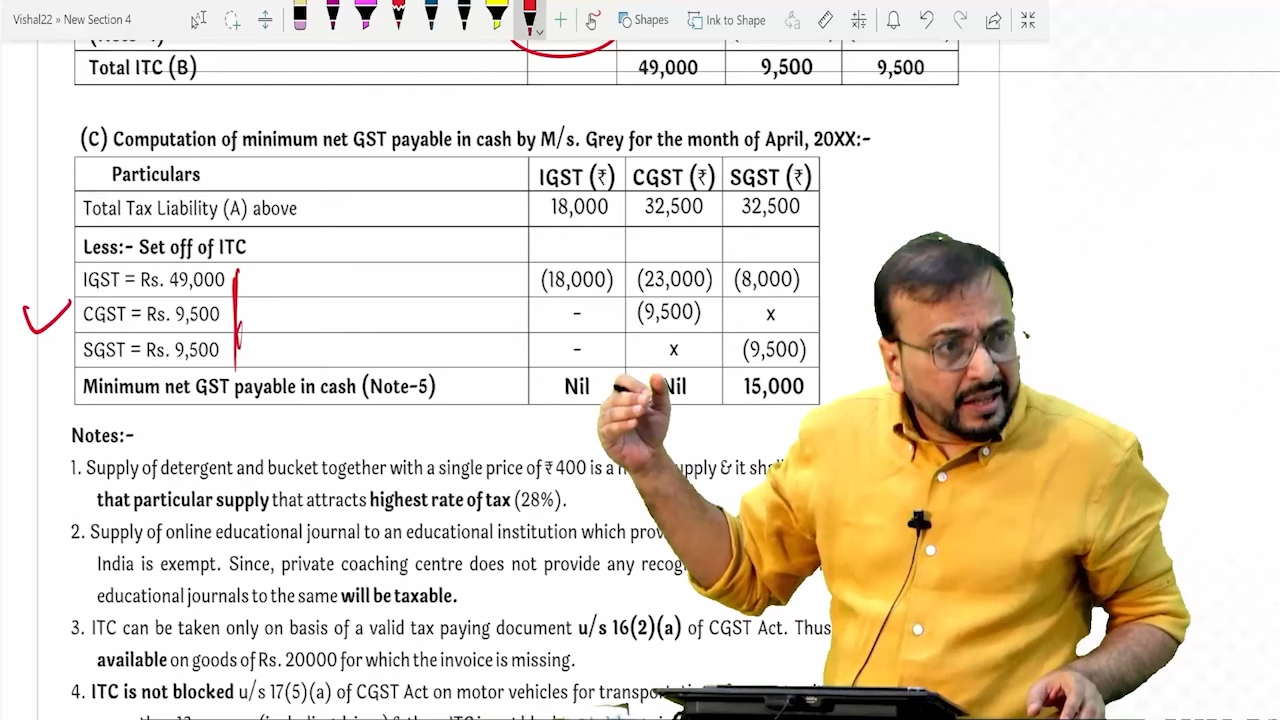 Vishal22 » New Section 4
Shapes
Ink to Shape
Total ITC (B) 49,000 9,500 9,500
(C) Computation of minimum net GST payable in cash by M/s. Grey for the month of April, 20XX:-
Particulars IGST (₹) CGST (₹) SGST (₹)
Total Tax Liability (A) above 18,000 32,500 32,500
Less:- Set off of ITC
IGST = Rs. 49,000 (18,000) (23,000) (8,000)
CGST = Rs. 9,500 - (9,500) x
SGST = Rs. 9,500 - x (9,500)
Minimum net GST payable in cash (Note-5) Nil Nil 15,000
Notes:-
1. Supply of detergent and bucket together with a single price of ₹ 400 is a supply & it
that particular supply that attracts highest rate of tax (28%).
2. Supply of online educational journal to an educational institution which
India is exempt. Since, private coaching centre does not provide any
educational journals to the same will be taxable.
3. ITC can be taken only on basis of a valid tax paying document u/s 16(2)(a) of CGST Act. Thus
available on goods of Rs. 20000 for which the invoice is missing.
4. ITC is not blocked u/s 17(5)(a) of CGST Act on motor vehicles for